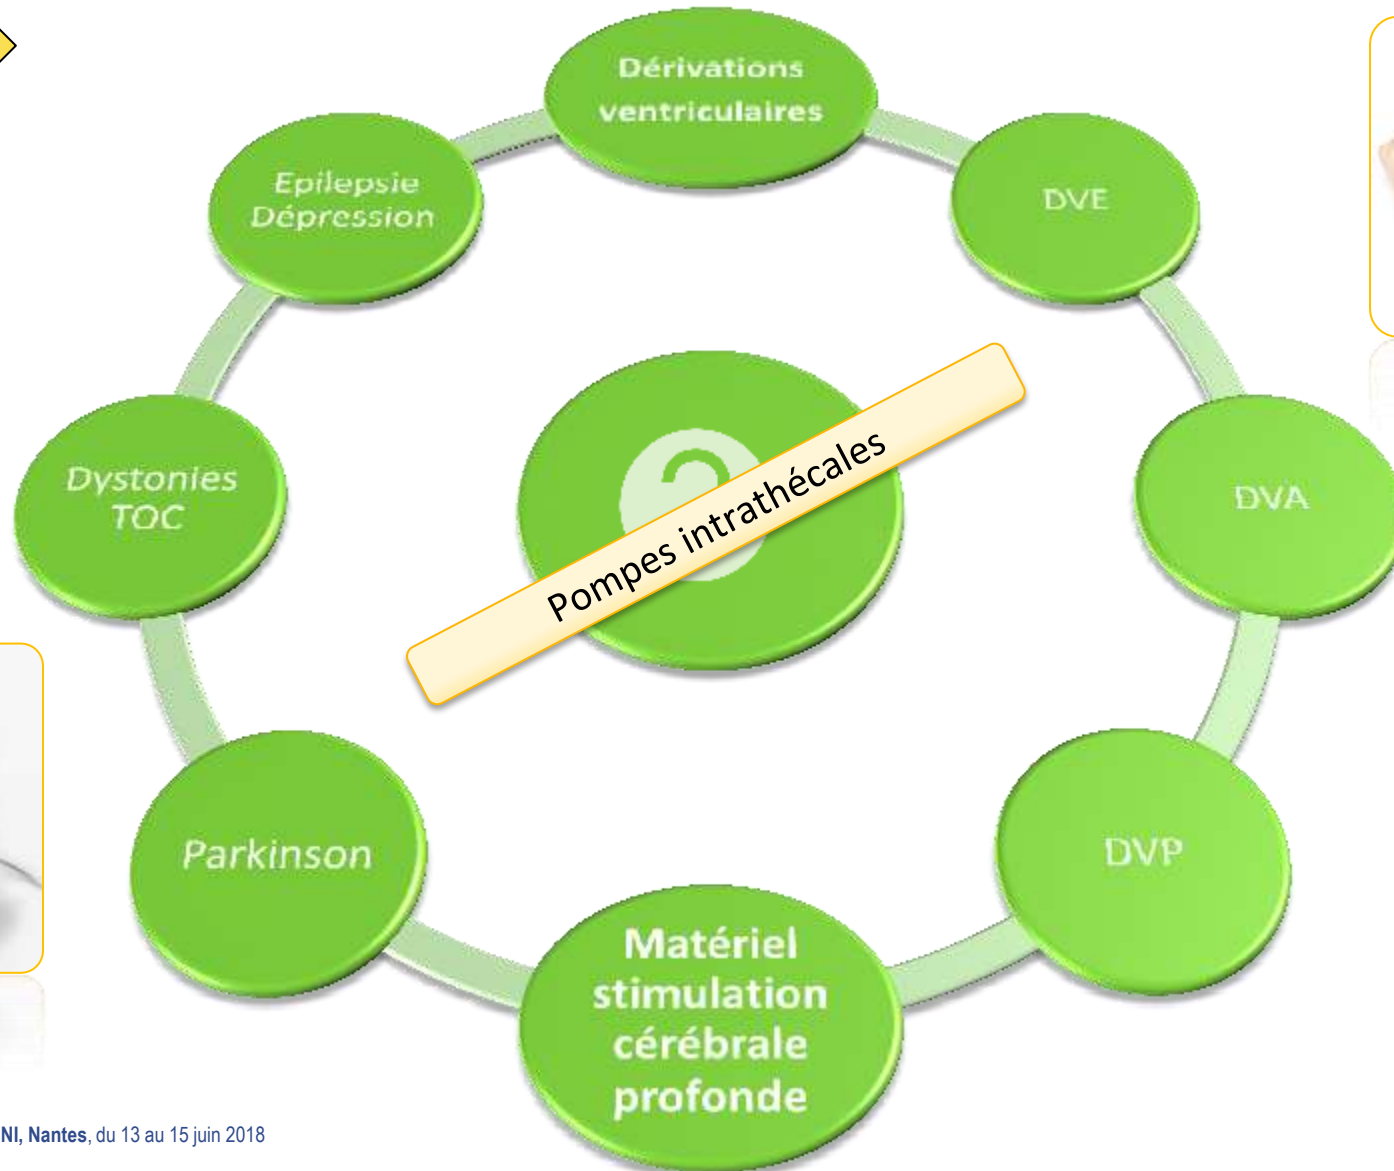 Dérivations
ventriculaires
DVE
DVA
DVP
Matériel
stimulation
cérébrale
profonde
Parkinson
Dystonies
TOC
Epilepsie
Dépression
?
Pompes intrathécales
NI, Nantes, du 13 au 15 juin 2018